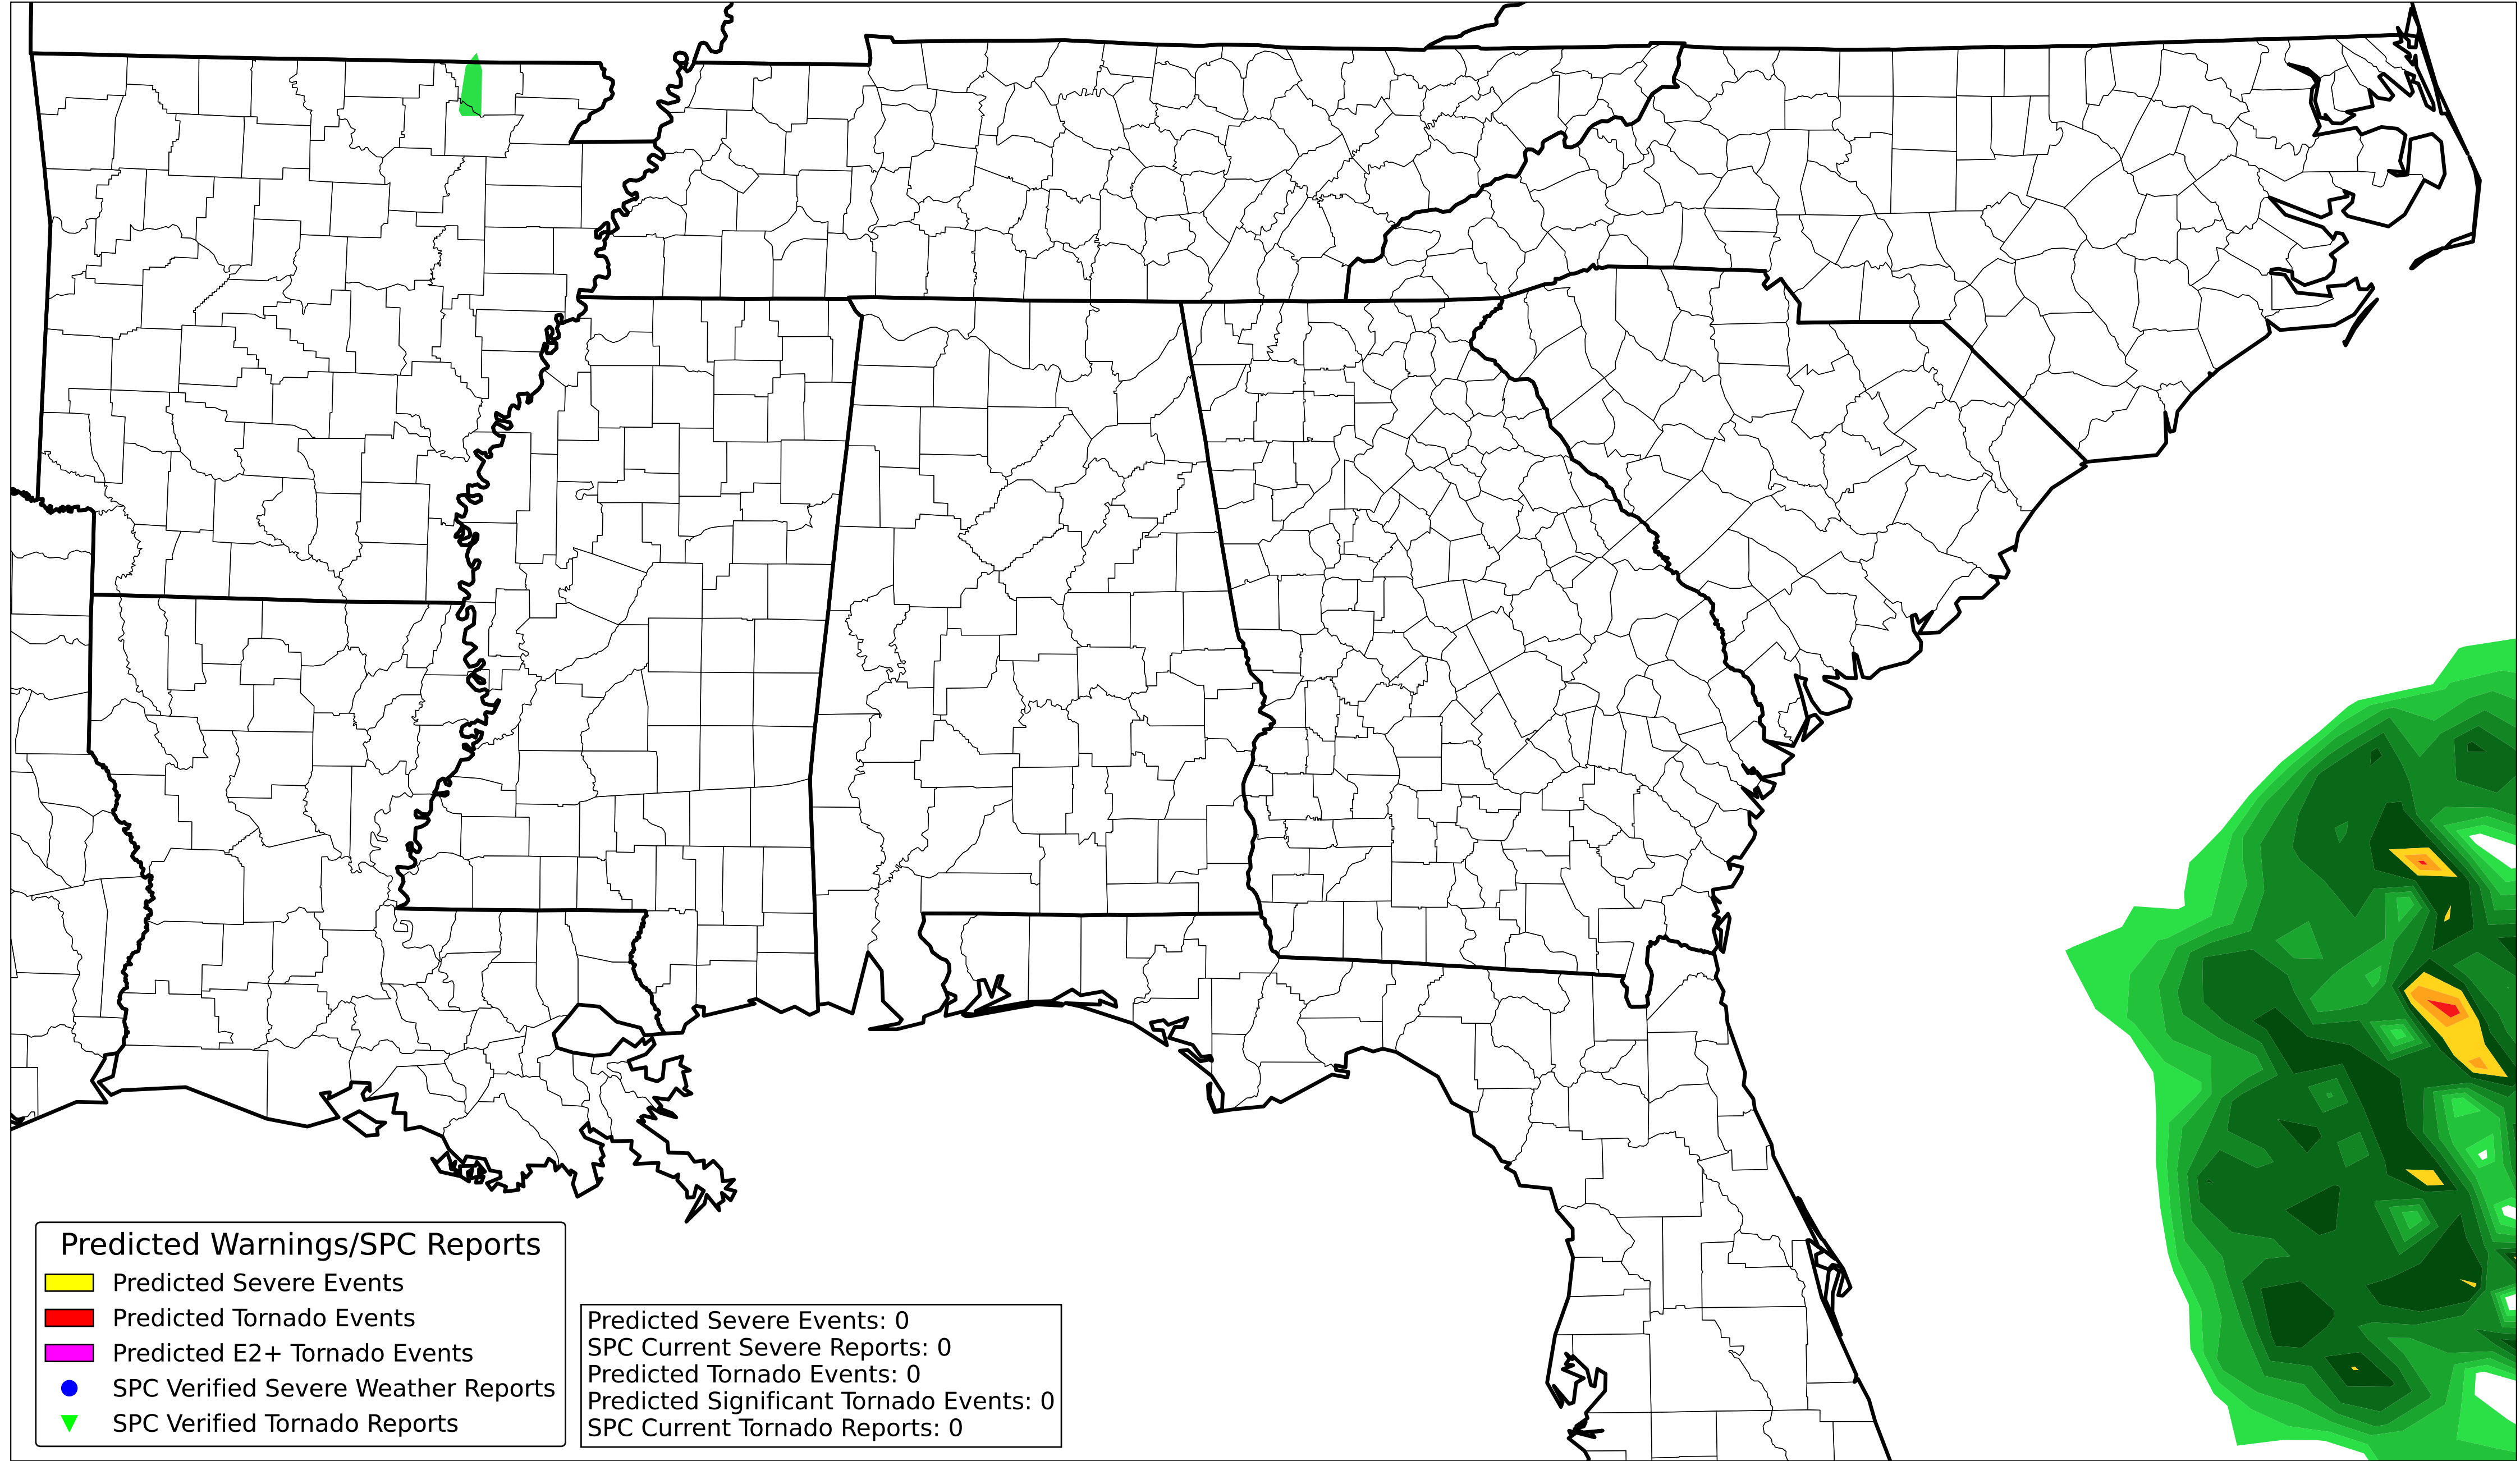 Predicted Warnings/SPC Reports
Predicted Severe Events
Predicted Tornado Events
Predicted E2+ Tornado Events
SPC Verified Severe Weather Reports
SPC Verified Tornado Reports
Predicted Severe Events: 0
SPC Current Severe Reports: 0
Predicted Tornado Events: 0
Predicted Significant Tornado Events: 0
SPC Current Tornado Reports: 0